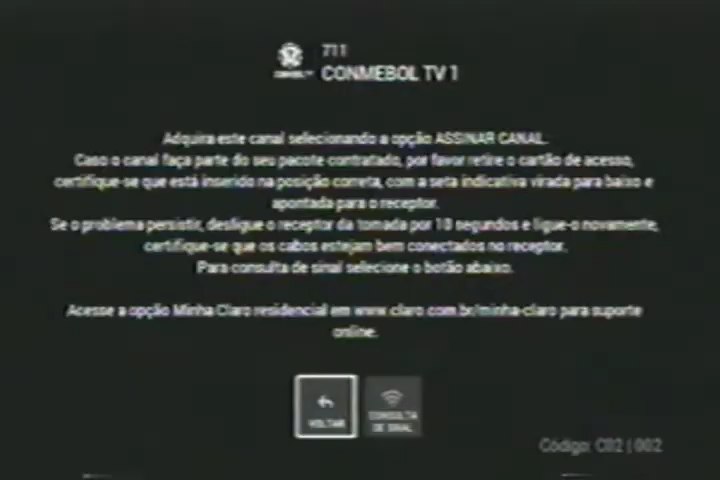 711
CONMEBOL TV 1
Adquira este canal selecionando a opção ASSINAR CANAL.
Caso o canal faça parte do seu pacote contratado, por favor retire o cartão de acesso,
certifique-se que está inserido na posição correta, com a seta indicativa virada para baixo e
apontada para o receptor.
Se o problema persistir, desligue o receptor da tomada por 10 segundos e ligue-o novamente,
certifique-se que os cabos estejam bem conectados no receptor.
Para consulta de sinal selecione o botão abaixo.
Acesse a opção Minha Claro residencial em www.claro.com.br/minha-claro para suporte
online.
VOLTAR
CONSULTA
DE SINAL
Código: C02 | 002